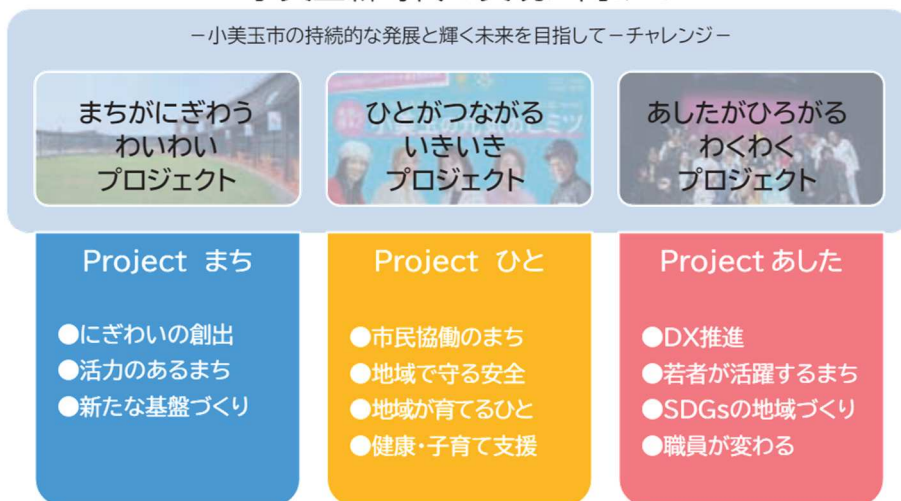 －小美玉市の持続的な発展と輝く未来を目指して－チャレンジ－
まちがにぎわう
わいわい
プロジェクト
ひとがつながる
いきいき
プロジェクト
あしたがひろがる
わくわく
プロジェクト
Project まち
●にぎわいの創出
●活力のあるまち
●新たな基盤づくり
Project ひと
●市民協働のまち
●地域で守る安全
●地域が育てるひと
●健康・子育て支援
Project あした
●DX推進
●若者が活躍するまち
●SDGsの地域づくり
●職員が変わる